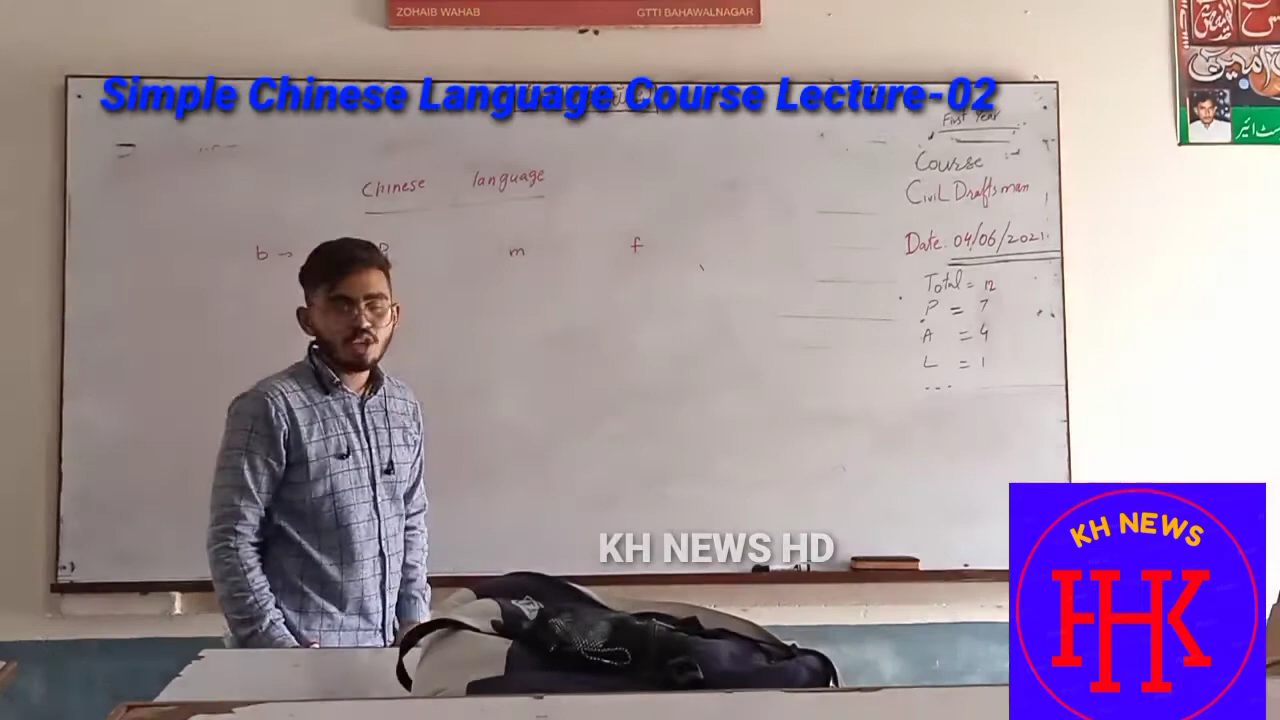 ZOHAIB WAHAB GTTI BAHAWALNAGAR
Simple Chinese Language Course Lecture-02
First Year
Course :-
Civil Draftsman
Date: 04/06/2021
Total = 12
P = 7
A = 4
L = 1
Chinese language
b → P m f
KH NEWS HD
KH NEWS
HHK